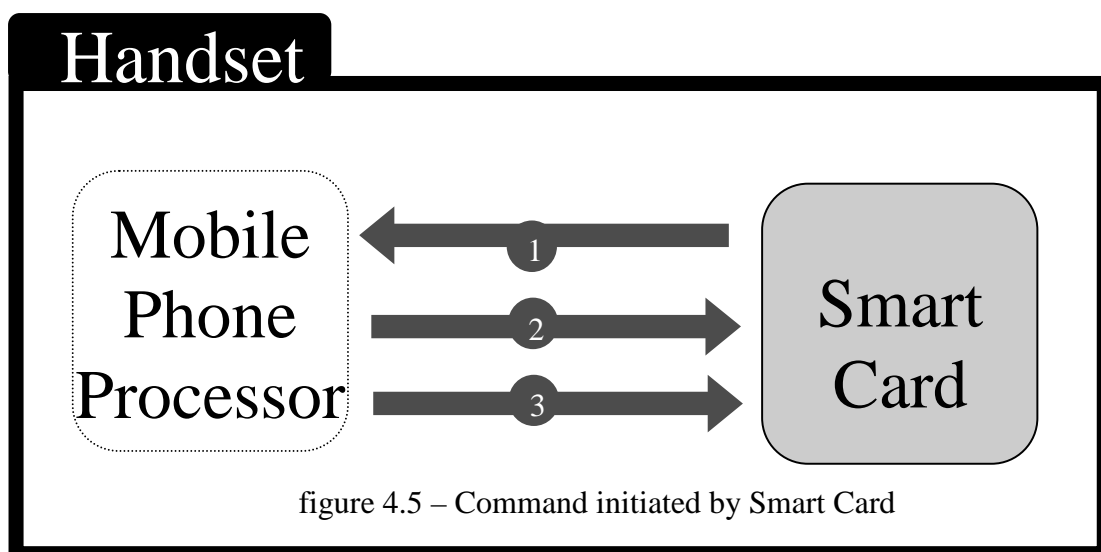 Handset
Mobile
Phone
Processor
1
2
3
Smart
Card
figure 4.5 – Command initiated by Smart Card